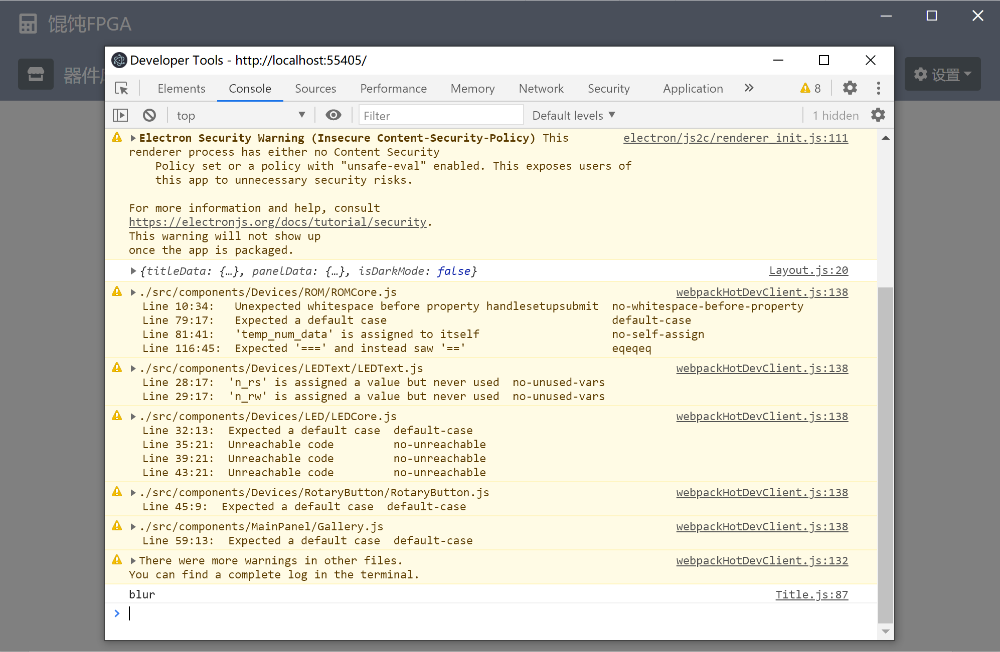 馄饨FPGA
Developer Tools - http://localhost:55405/
器件
设置
Elements Console Sources Performance Memory Network Security Application » 8
top Filter Default levels 1 hidden
Electron Security Warning (Insecure Content-Security-Policy) This electron/js2c/renderer_init.js:111
renderer process has either no Content Security
Policy set or a policy with "unsafe-eval" enabled. This exposes users of
this app to unnecessary security risks.
For more information and help, consult
https://electronjs.org/docs/tutorial/security.
This warning will not show up
once the app is packaged.
{titleData: {…}, panelData: {…}, isDarkMode: false} Layout.js:20
./src/components/Devices/ROM/ROMCore.js webpackHotDevClient.js:138
Line 10:34: Unexpected whitespace before property handlesetupsubmit no-whitespace-before-property
Line 79:17: Expected a default case default-case
Line 81:41: 'temp_num_data' is assigned to itself no-self-assign
Line 116:45: Expected '===' and instead saw '==' eqeqeq
./src/components/Devices/LEDText/LEDText.js webpackHotDevClient.js:138
Line 28:17: 'n_rs' is assigned a value but never used no-unused-vars
Line 29:17: 'n_rw' is assigned a value but never used no-unused-vars
./src/components/Devices/LED/LEDCore.js webpackHotDevClient.js:138
Line 32:13: Expected a default case default-case
Line 35:21: Unreachable code no-unreachable
Line 39:21: Unreachable code no-unreachable
Line 43:21: Unreachable code no-unreachable
./src/components/Devices/RotaryButton/RotaryButton.js webpackHotDevClient.js:138
Line 45:9: Expected a default case default-case
./src/components/MainPanel/Gallery.js webpackHotDevClient.js:138
Line 59:13: Expected a default case default-case
There were more warnings in other files. webpackHotDevClient.js:132
You can find a complete log in the terminal.
blur Title.js:87